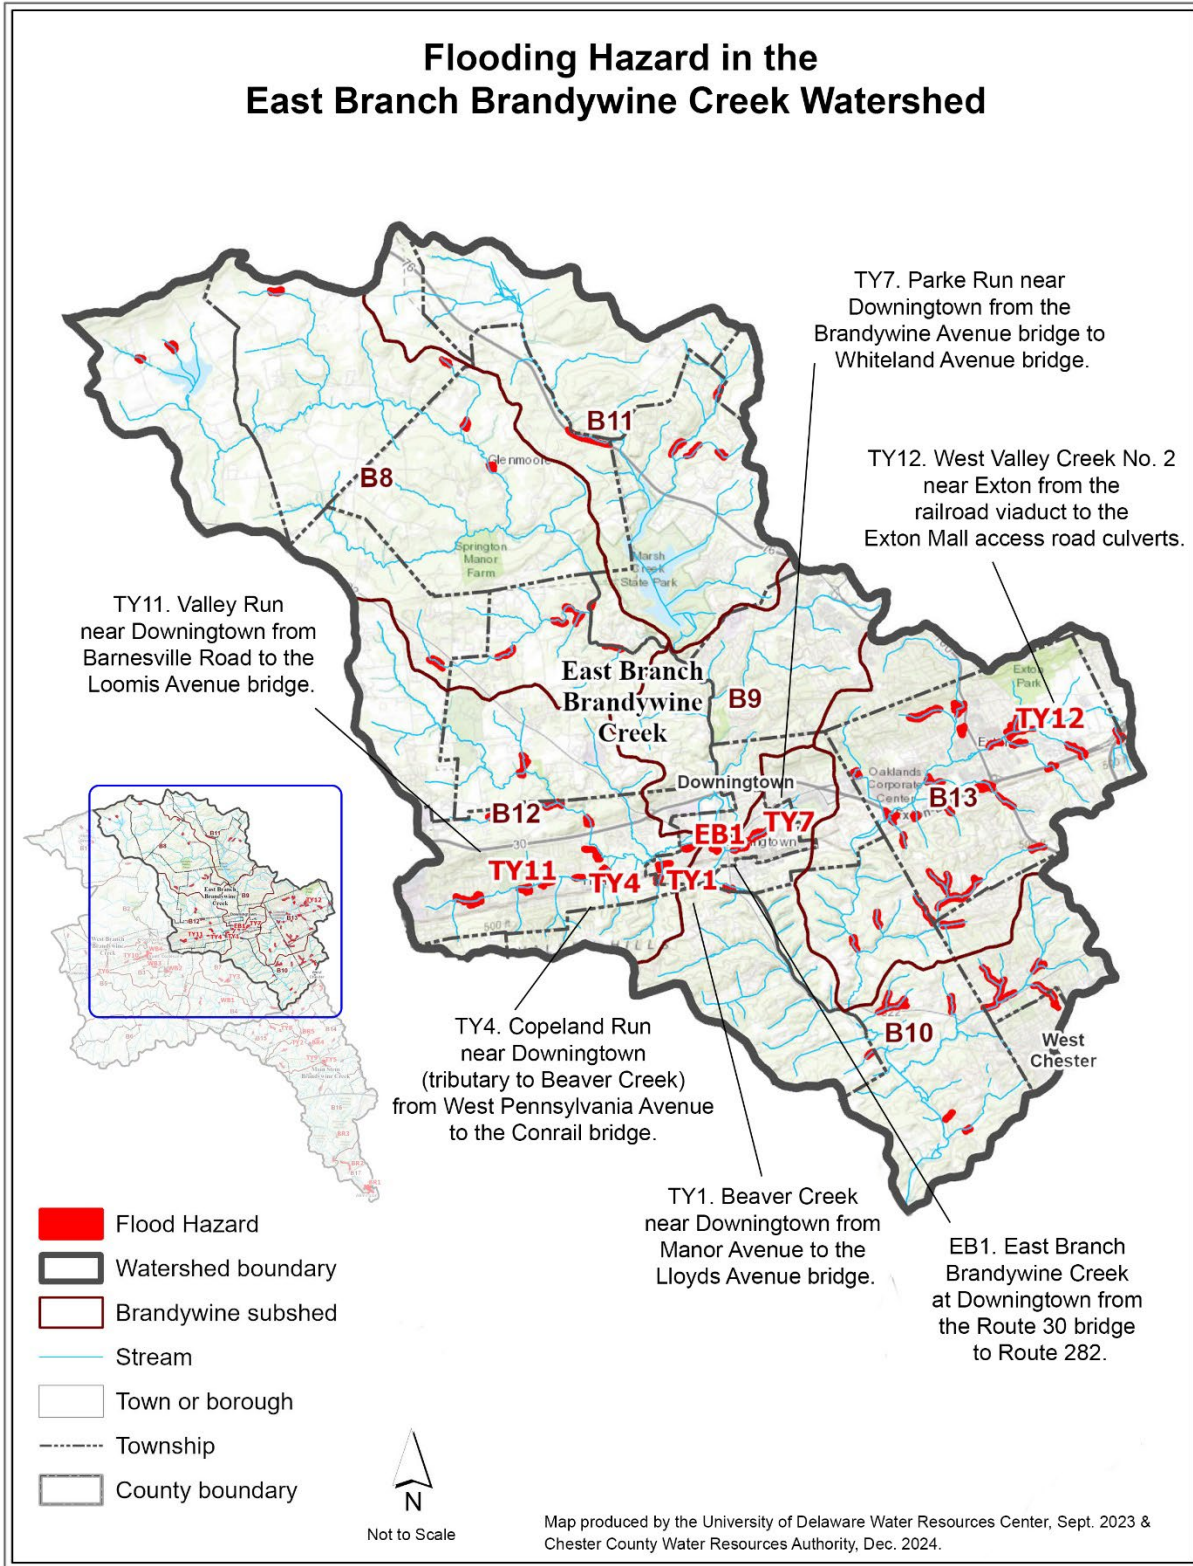 Flooding Hazard in the
East Branch Brandywine Creek Watershed
TY7. Parke Run near
Downingtown from the
Brandywine Avenue bridge to
Whiteland Avenue bridge.
TY12. West Valley Creek No. 2
near Exton from the
railroad viaduct to the
Exton Mall access road culverts.
TY11. Valley Run
near Downingtown from
Barnesville Road to the
Loomis Avenue bridge.
76
B11
Glenmoore
B8
Springton
Manor
Farm
Marsh
Creek
State Park
76
East Branch
Brandywine
Creek
B9
Exton
Park
TY12
Downingtown
Oaklands
Corporate
Center
B13
B12
30
EB1
TY7
TY11
TY4
TY1
500 ft
500 ft
B10
West
Chester
TY4. Copeland Run
near Downingtown
(tributary to Beaver Creek)
from West Pennsylvania Avenue
to the Conrail bridge.
TY1. Beaver Creek
near Downingtown from
Manor Avenue to the
Lloyds Avenue bridge.
EB1. East Branch
Brandywine Creek
at Downingtown from
the Route 30 bridge
to Route 282.
Flood Hazard
Watershed boundary
Brandywine subshed
Stream
Town or borough
Township
County boundary
N
Not to Scale
Map produced by the University of Delaware Water Resources Center, Sept. 2023 &
Chester County Water Resources Authority, Dec. 2024.